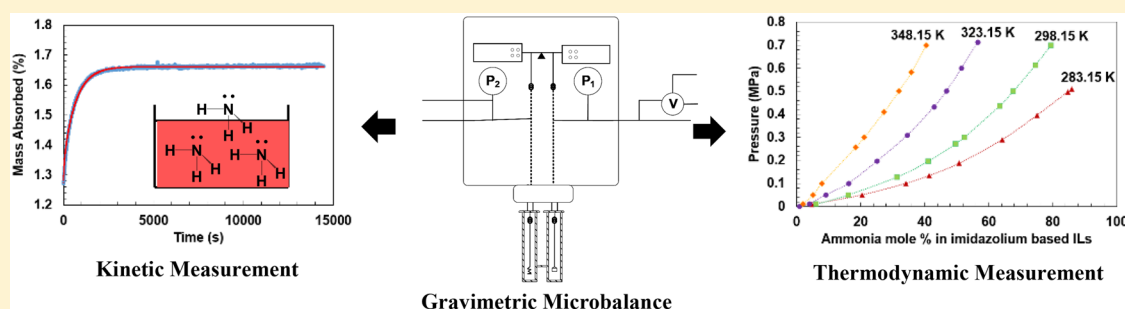 1.8
1.7
1.6
1.5
1.4
1.3
1.2
Mass Absorbed (%)
H N H
H
H N H
H
H N H
H
0 5000 10000 15000
Time (s)
Kinetic Measurement
P2 P1
V
Gravimetric Microbalance
348.15 K 323.15 K 298.15 K
283.15 K
0.8
0.7
0.6
0.5
0.4
0.3
0.2
0.1
0
Pressure (MPa)
0 20 40 60 80 100
Ammonia mole % in imidazolium based ILs
Thermodynamic Measurement